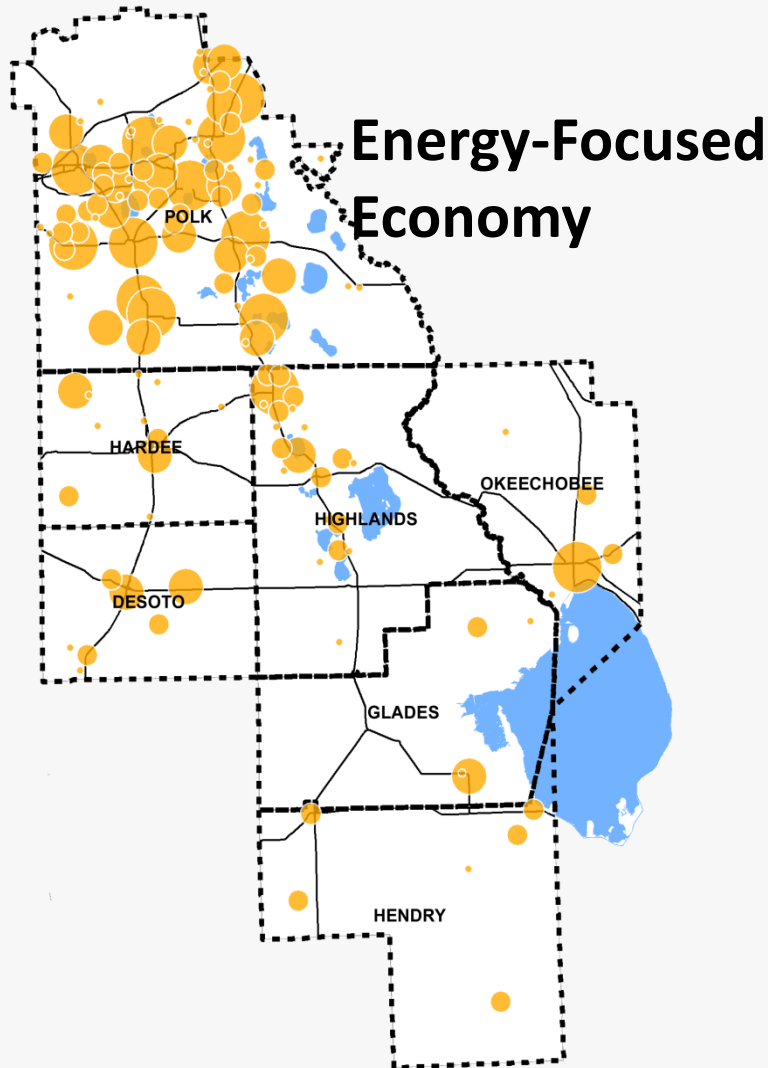 Energy-Focused
Economy
POLK
HARDEE
OKEECHOBEE
HIGHLANDS
DESOTO
GLADES
HENDRY